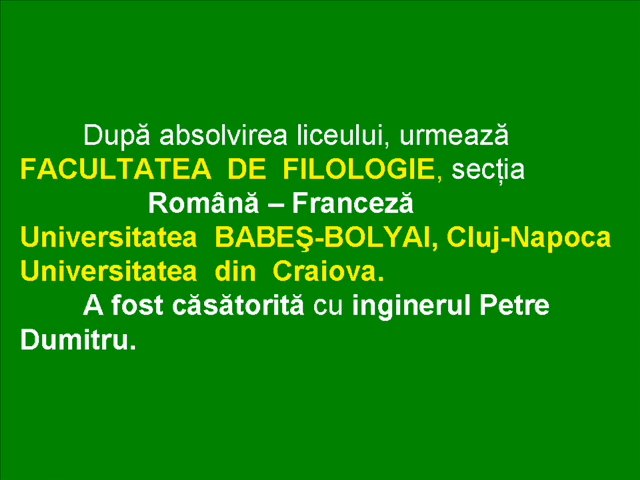 După absolvirea liceului, urmează
FACULTATEA DE FILOLOGIE, secția
Română – Franceză
Universitatea BABEŞ-BOLYAI, Cluj-Napoca
Universitatea din Craiova.
A fost căsătorită cu inginerul Petre
Dumitru.